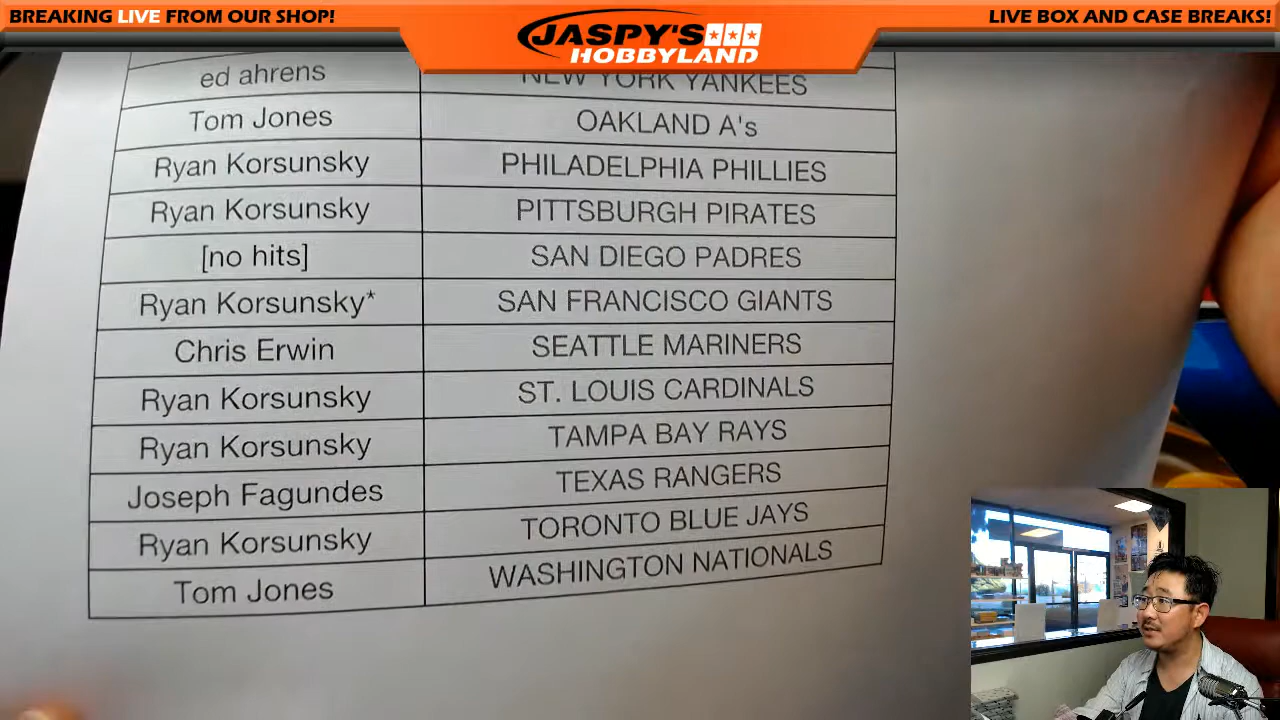 BREAKING LIVE FROM OUR SHOP!
JASPY'S
HOBBYLAND
LIVE BOX AND CASE BREAKS!
ed ahrens NEW YORK YANKEES
Tom Jones OAKLAND A's
Ryan Korsunsky PHILADELPHIA PHILLIES
Ryan Korsunsky PITTSBURGH PIRATES
[no hits] SAN DIEGO PADRES
Ryan Korsunsky* SAN FRANCISCO GIANTS
Chris Erwin SEATTLE MARINERS
Ryan Korsunsky ST. LOUIS CARDINALS
Ryan Korsunsky TAMPA BAY RAYS
Joseph Fagundes TEXAS RANGERS
Ryan Korsunsky TORONTO BLUE JAYS
Tom Jones WASHINGTON NATIONALS